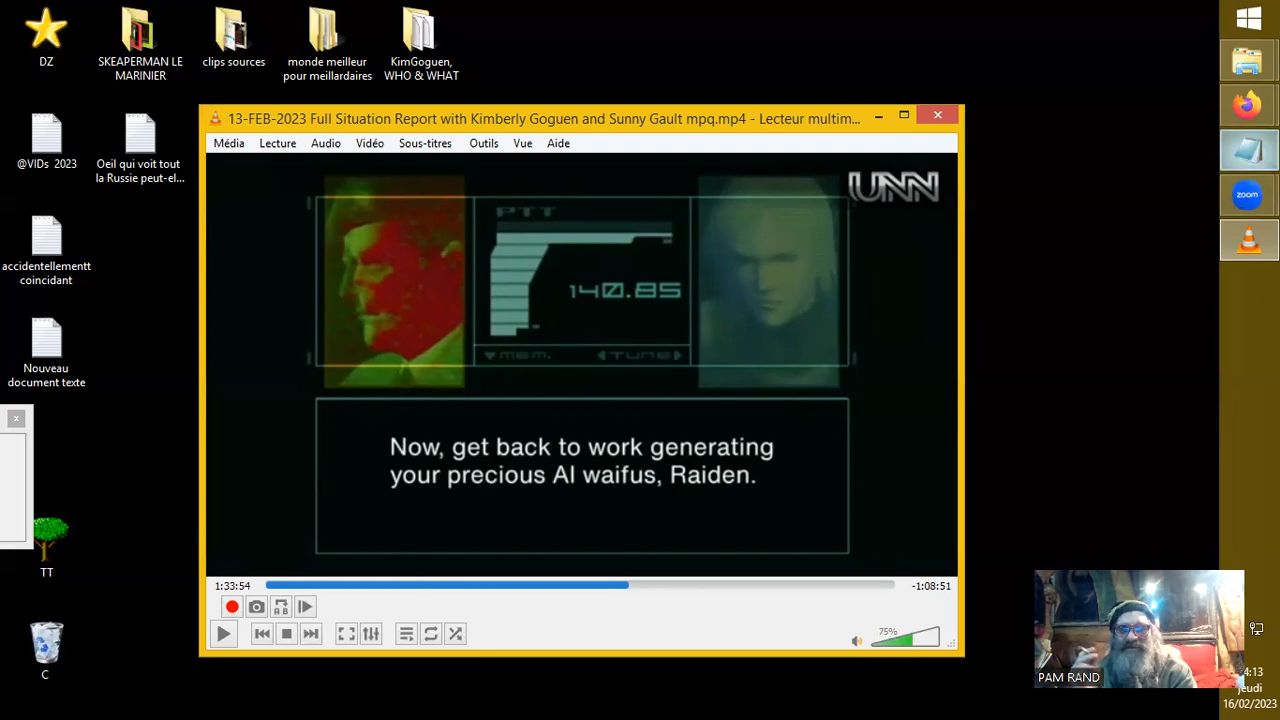 DZ
SKEAPERMAN LE
MARINIER
clips sources
monde meilleur
pour meillardaires
KimGoguen,
WHO & WHAT
@VIDs 2023
Oeil qui voit tout
la Russie peut-el...
accidentellementt
coincidant
Nouveau
document texte
TT
C
13-FEB-2023 Full Situation Report with Kimberly Goguen and Sunny Gault mpq.mp4 - Lecteur multim...
Média Lecture Audio Vidéo Sous-titres Outils Vue Aide
UNN
PTT
140.85
MEM. TUNE
Now, get back to work generating
your precious AI waifus, Raiden.
1:33:54
-1:08:51
75%
zoom
PAM RAND
4:13
jeudi
16/02/2023